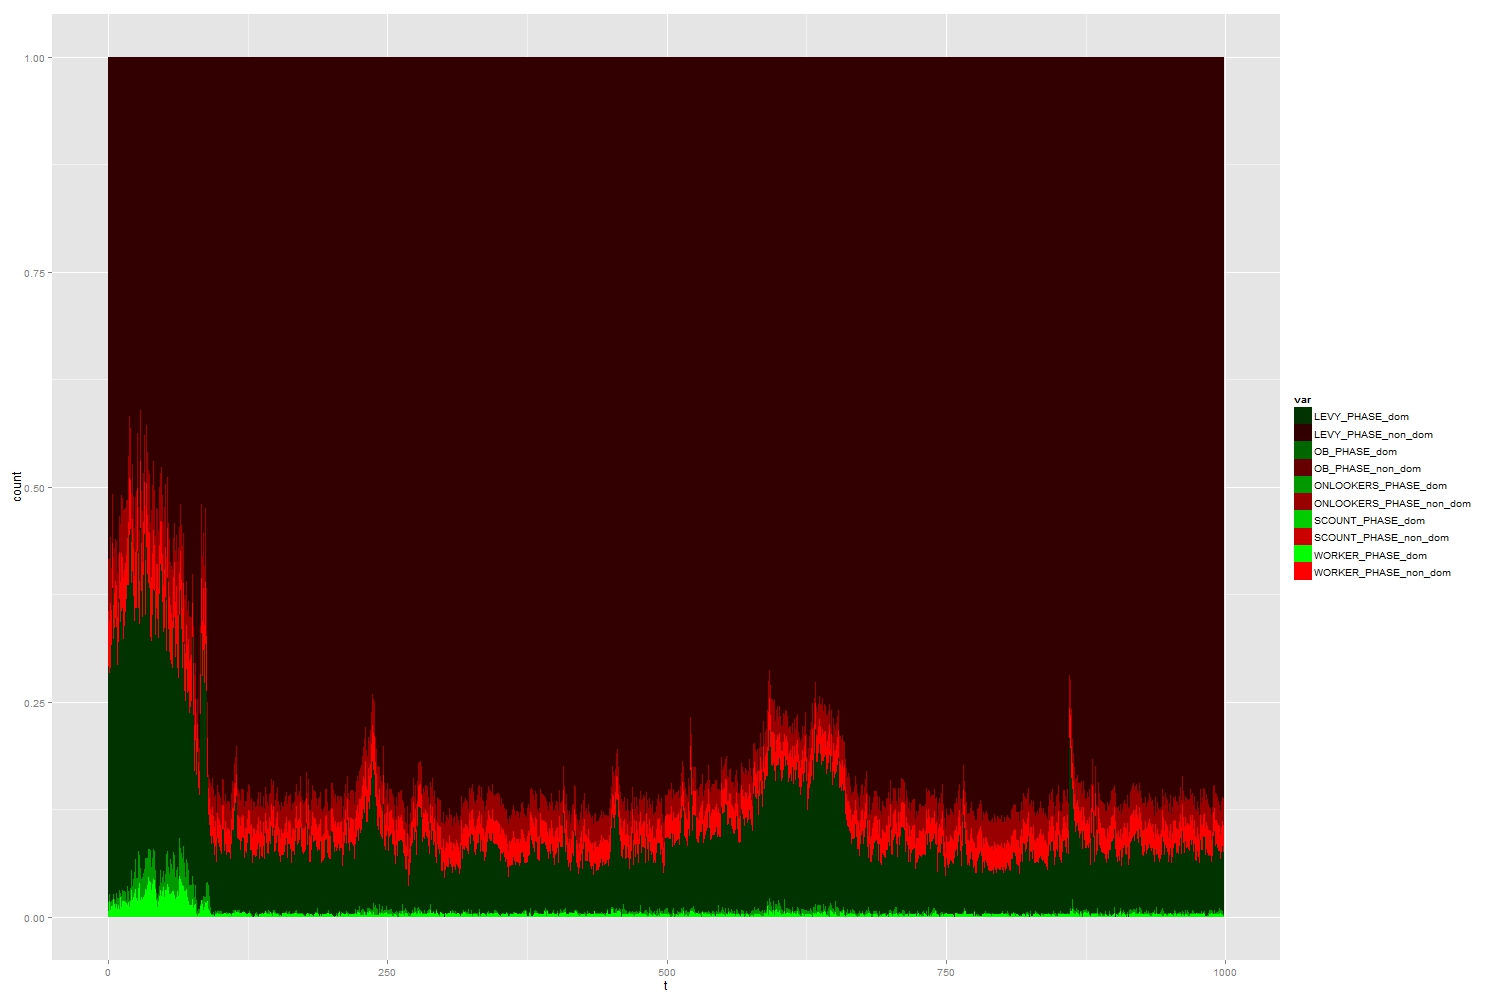 1.00
0.75
0.50
0.25
0.00
count
0
250
500
750
1000
t
var
LEVY_PHASE_dom
LEVY_PHASE_non_dom
OB_PHASE_dom
OB_PHASE_non_dom
ONLOOKERS_PHASE_dom
ONLOOKERS_PHASE_non_dom
SCOUNT_PHASE_dom
SCOUNT_PHASE_non_dom
WORKER_PHASE_dom
WORKER_PHASE_non_dom